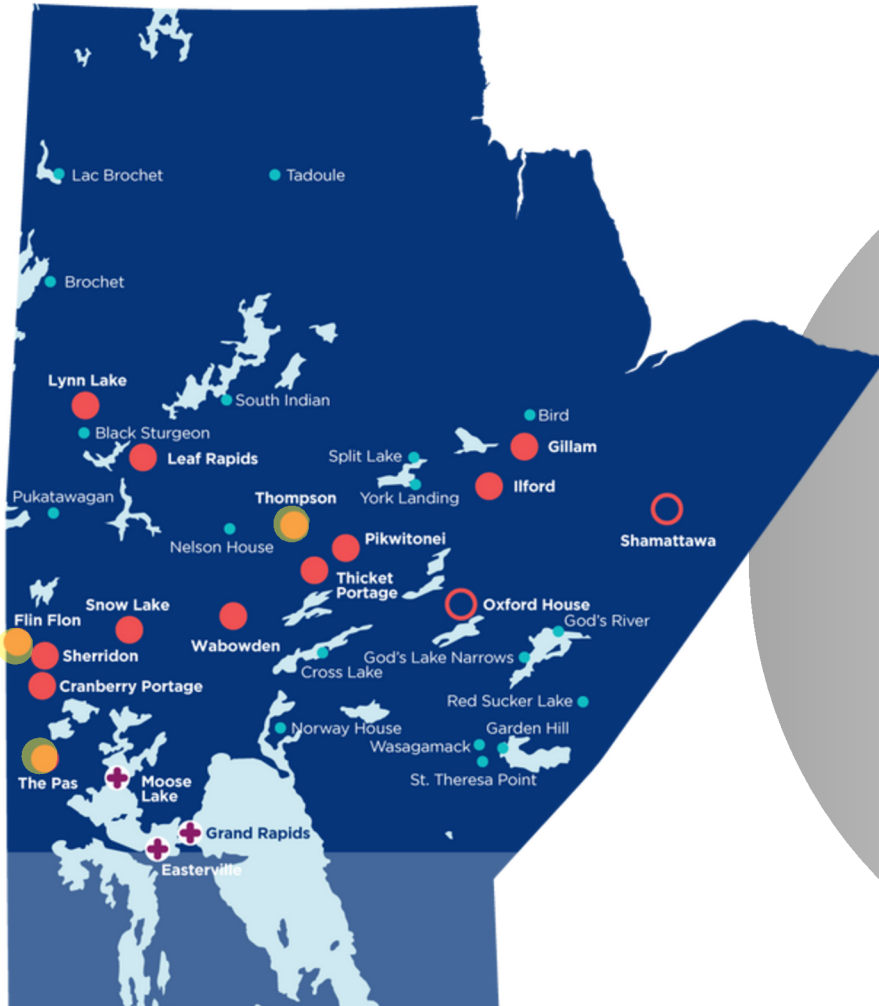 Lac Brochet
Tadoule
Brochet
Lynn Lake
South Indian
Bird
Black Sturgeon
Gillam
Split Lake
Leaf Rapids
Ilford
Pukatawagan
Thompson
York Landing
Shamattawa
Nelson House
Pikwitonei
Thicket
Portage
Snow Lake
Oxford House
Flin Flon
God's River
Wabowden
Sherridon
God's Lake Narrows
Cross Lake
Cranberry Portage
Red Sucker Lake
Norway House
Garden Hill
Wasagamack
St. Theresa Point
The Pas
Moose
Lake
Grand Rapids
Easterville